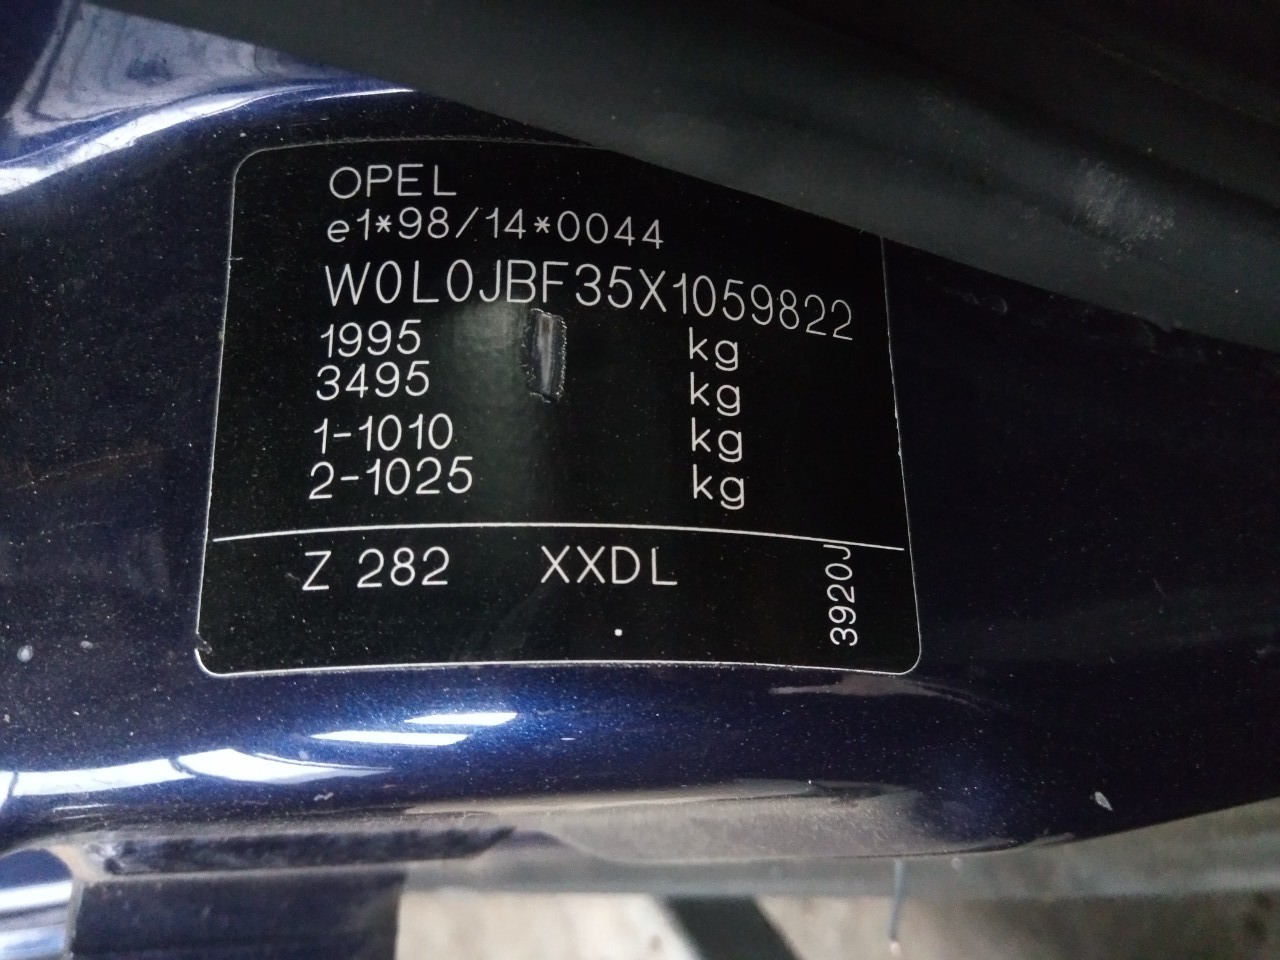 OPEL
e1*98/14*0044
W0L0JBF35X1059822
1995 kg
3495 kg
1-1010 kg
2-1025 kg
Z 282 XXDL
3920J